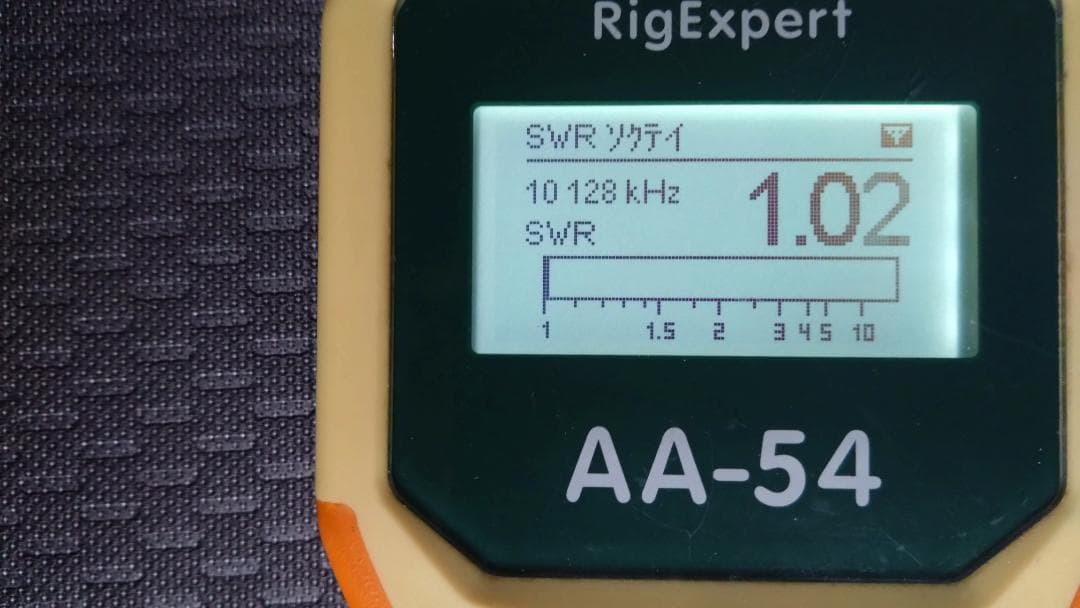 RigExpert
SWR ソクテイ
10 128 kHz
1.02
SWR
1 1.5 2 3 4 5 10
AA-54